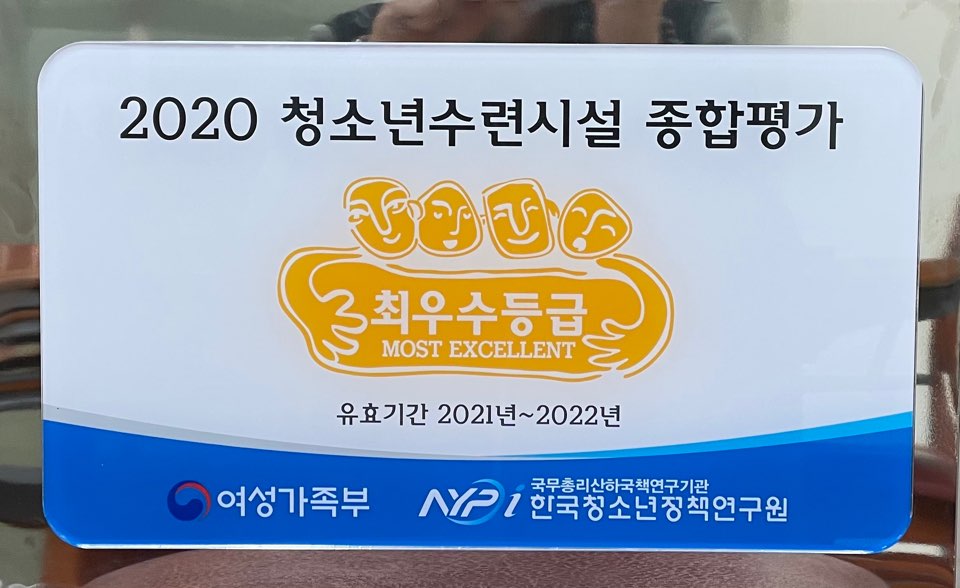 2020 청소년수련시설 종합평가
최우수등급
MOST EXCELLENT
유효기간 2021년~2022년
여성가족부
NYPi
국무총리산하국책연구기관
한국청소년정책연구원